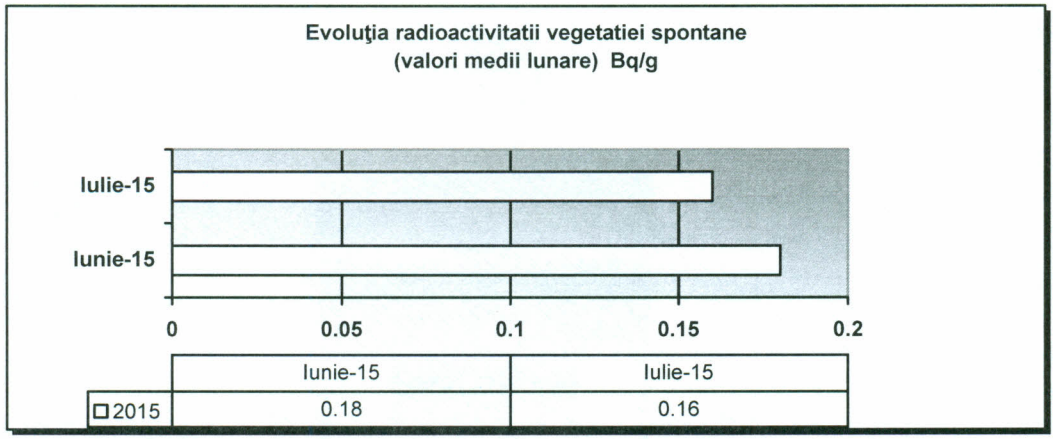 Evoluţia radioactivitatii vegetatiei spontane
(valori medii lunare) Bq/g
Iulie-15
Iunie-15
0 0.05 0.1 0.15 0.2
Iunie-15 Iulie-15
2015 0.18 0.16